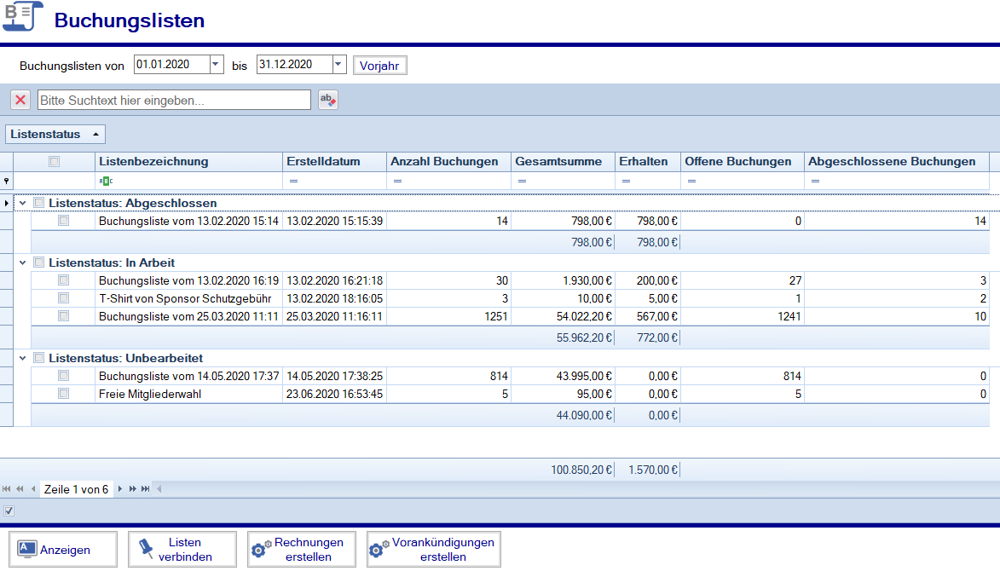 B
Buchungslisten
Buchungslisten von 01.01.2020 bis 31.12.2020 Vorjahr
Bitte Suchtext hier eingeben... ab
Listenstatus
Listenbezeichnung Erstelldatum Anzahl Buchungen Gesamtsumme Erhalten Offene Buchungen Abgeschlossene Buchungen
ABC = = = = = =
Listenstatus: Abgeschlossen
Buchungsliste vom 13.02.2020 15:14 13.02.2020 15:15:39 14 798,00 € 798,00 € 0 14
798,00 € 798,00 €
Listenstatus: In Arbeit
Buchungsliste vom 13.02.2020 16:19 13.02.2020 16:21:18 30 1.930,00 € 200,00 € 27 3
T-Shirt von Sponsor Schutzgebühr 13.02.2020 18:16:05 3 10,00 € 5,00 € 1 2
Buchungsliste vom 25.03.2020 11:11 25.03.2020 11:16:11 1251 54.022,20 € 567,00 € 1241 10
55.962,20 € 772,00 €
Listenstatus: Unbearbeitet
Buchungsliste vom 14.05.2020 17:37 14.05.2020 17:38:25 814 43.995,00 € 0,00 € 814 0
Freie Mitgliederwahl 23.06.2020 16:53:45 5 95,00 € 0,00 € 5 0
44.090,00 € 0,00 €
100.850,20 € 1.570,00 €
Zeile 1 von 6
A Anzeigen Listen verbinden Rechnungen erstellen Vorankündigungen erstellen